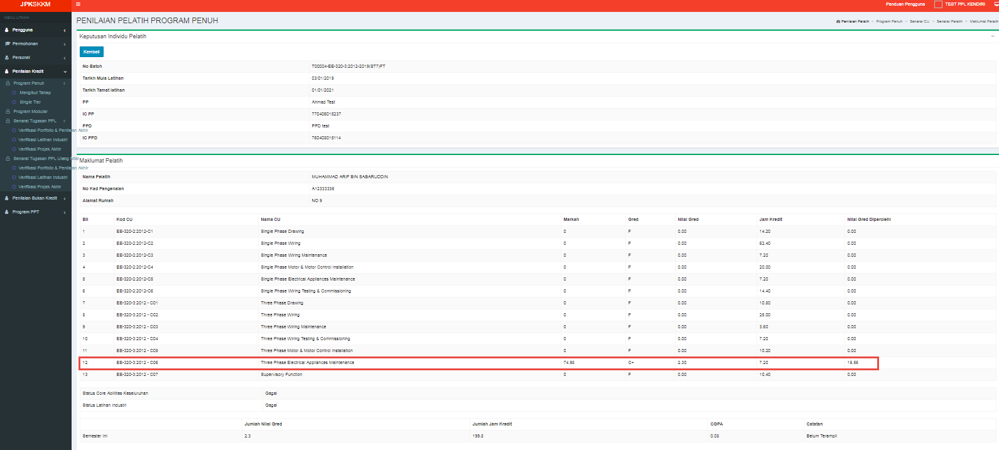 JPKSKKM
Panduan Pengguna TEST PPL KENDIRI
MENU UTAMA
Pengguna
Permohonan
Personel
Penilaian Kredit
Program Penuh
Mengikut Tahap
Single Tier
Program Modular
Senarai Tugasan PPL
Verifikasi Portfolio & Penilaian Akhir
Verifikasi Latihan Industri
Verifikasi Projek Akhir
Senarai Tugasan PPL Ulang Nilai
Verifikasi Portfolio & Penilaian Akhir
Verifikasi Latihan Industri
Verifikasi Projek Akhir
Penilaian Bukan Kredit
Program PPT
PENILAIAN PELATIH PROGRAM PENUH
Penilaian Pelatih > Program Penuh > Senarai CU > Senarai Pelatih > Maklumat Pelatih
Keputusan Individu Pelatih
Kembali
No Batch T00004-EE-320-3:2012-2019(ST7)FT
Tarikh Mula Latihan 03/01/2019
Tarikh Tamat latihan 01/01/2021
PP Ahmad Test
IC PP 770406015237
PPD PPD test
IC PPD 760408015114
Maklumat Pelatih
Nama Pelatih MUHAMMAD ARIF BIN SABARUDDIN
No Kad Pengenalan A12333336
Alamat Rumah NO 9
Bil Kod CU Nama CU Markah Gred Nilai Gred Jam Kredit Nilai Gred Diperolehi
1 EE-320-2:2012-C1 Single Phase Drawing 0 F 0.00 14.20 0.00
2 EE-320-2:2012-C2 Single Phase Wiring 0 F 0.00 62.40 0.00
3 EE-320-2:2012-C3 Single Phase Wiring Maintenance 0 F 0.00 7.20 0.00
4 EE-320-2:2012-C4 Single Phase Motor & Motor Control Installation 0 F 0.00 20.00 0.00
5 EE-320-2:2012-C5 Single Phase Electrical Appliances Maintenance 0 F 0.00 7.20 0.00
6 EE-320-2:2012-C6 Single Phase Wiring Testing & Commissioning 0 F 0.00 14.40 0.00
7 EE-320-3:2012 - C01 Three Phase Drawing 0 F 0.00 10.80 0.00
8 EE-320-3:2012 - C02 Three Phase Wiring 0 F 0.00 25.00 0.00
9 EE-320-3:2012 - C03 Three Phase Wiring Maintenance 0 F 0.00 3.60 0.00
10 EE-320-3:2012 - C04 Three Phase Wiring Testing & Commissioning 0 F 0.00 7.20 0.00
11 EE-320-3:2012 - C05 Three Phase Motor & Motor Control Installation 0 F 0.00 10.20 0.00
12 EE-320-3:2012 - C06 Three Phase Electrical Appliances Maintenance 74.98 C+ 2.30 7.20 16.56
13 EE-320-3:2012 - C07 Supervisory Function 0 F 0.00 10.40 0.00
Status Core Abilities Keseluruhan Gagal
Status Latihan Industri Gagal
Jumlah Nilai Gred Jumlah Jam Kredit CGPA Catatan
Semester ini 2.3 199.8 0.08 Belum Terampil